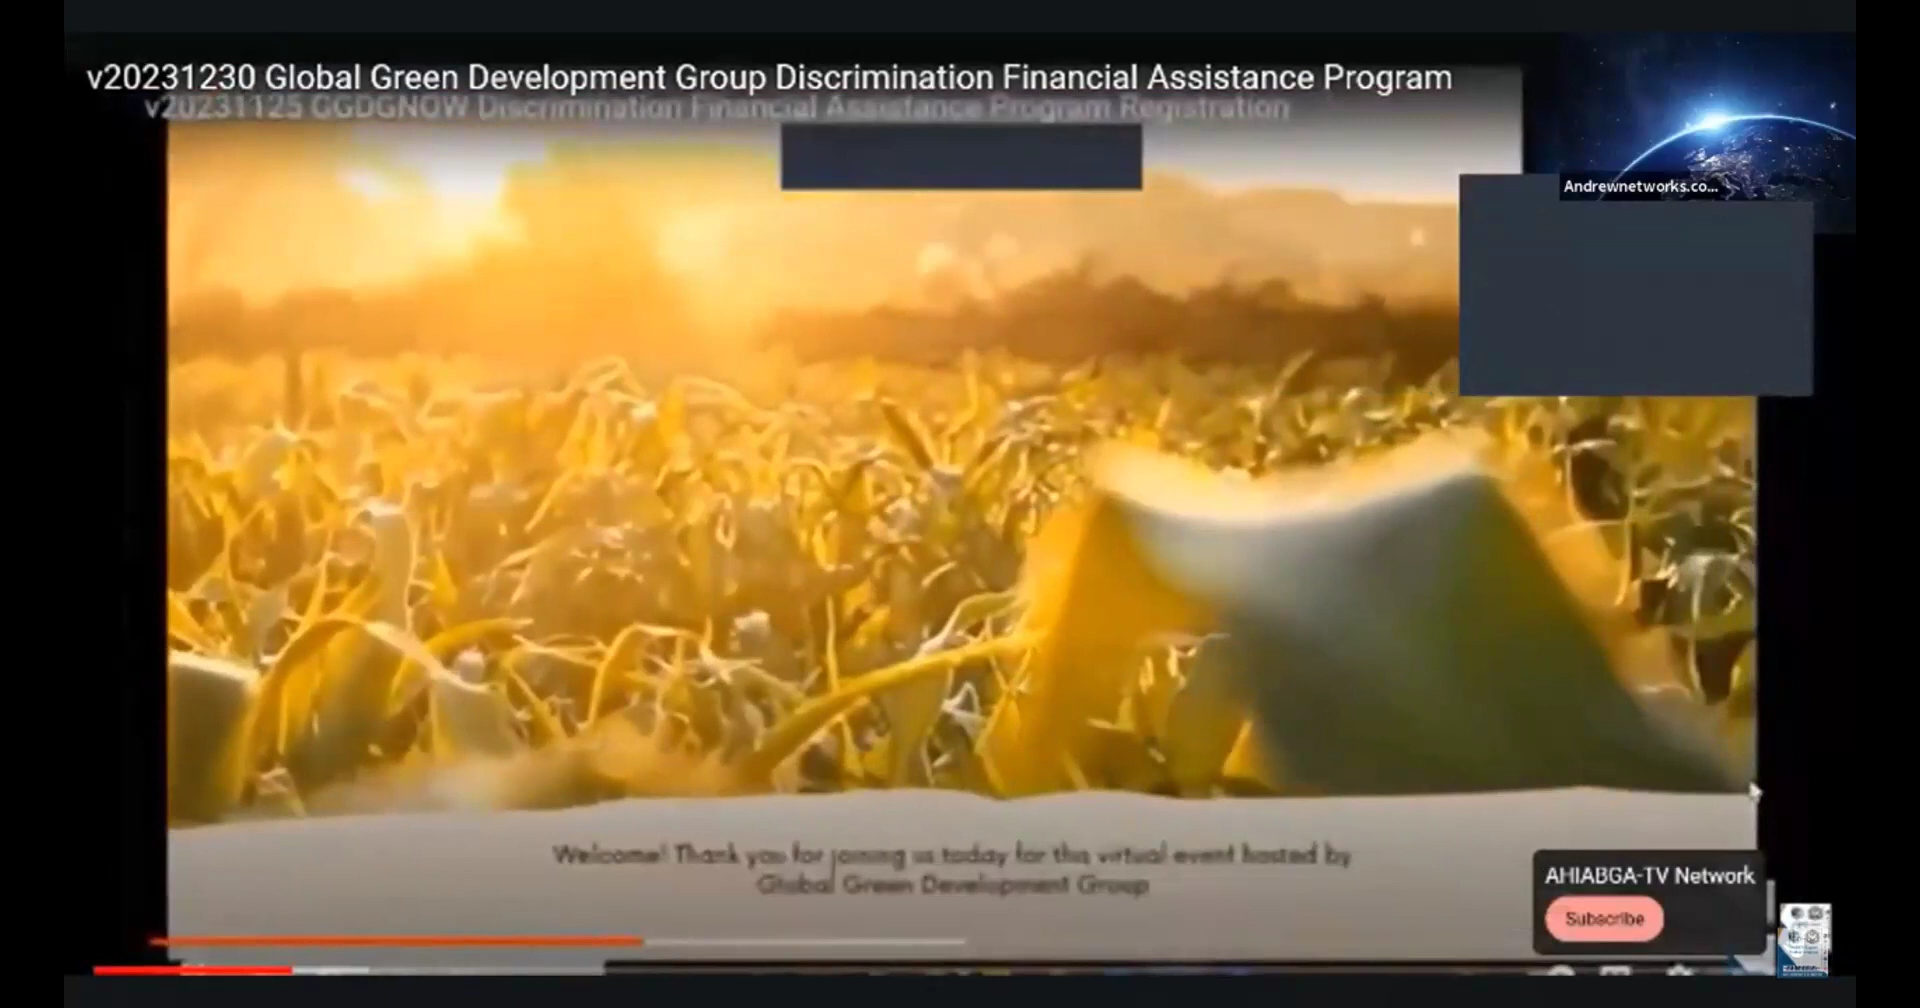 v20231230 Global Green Development Group Discrimination Financial Assistance Program
v20231125 GGDGNOW Discrimination Financial Assistance Program Registration
Andrewnetworks.co...
Welcome! Thank you for joining us today for this virtual event hosted by
Global Green Development Group
AHIABGA-TV Network
Subscribe